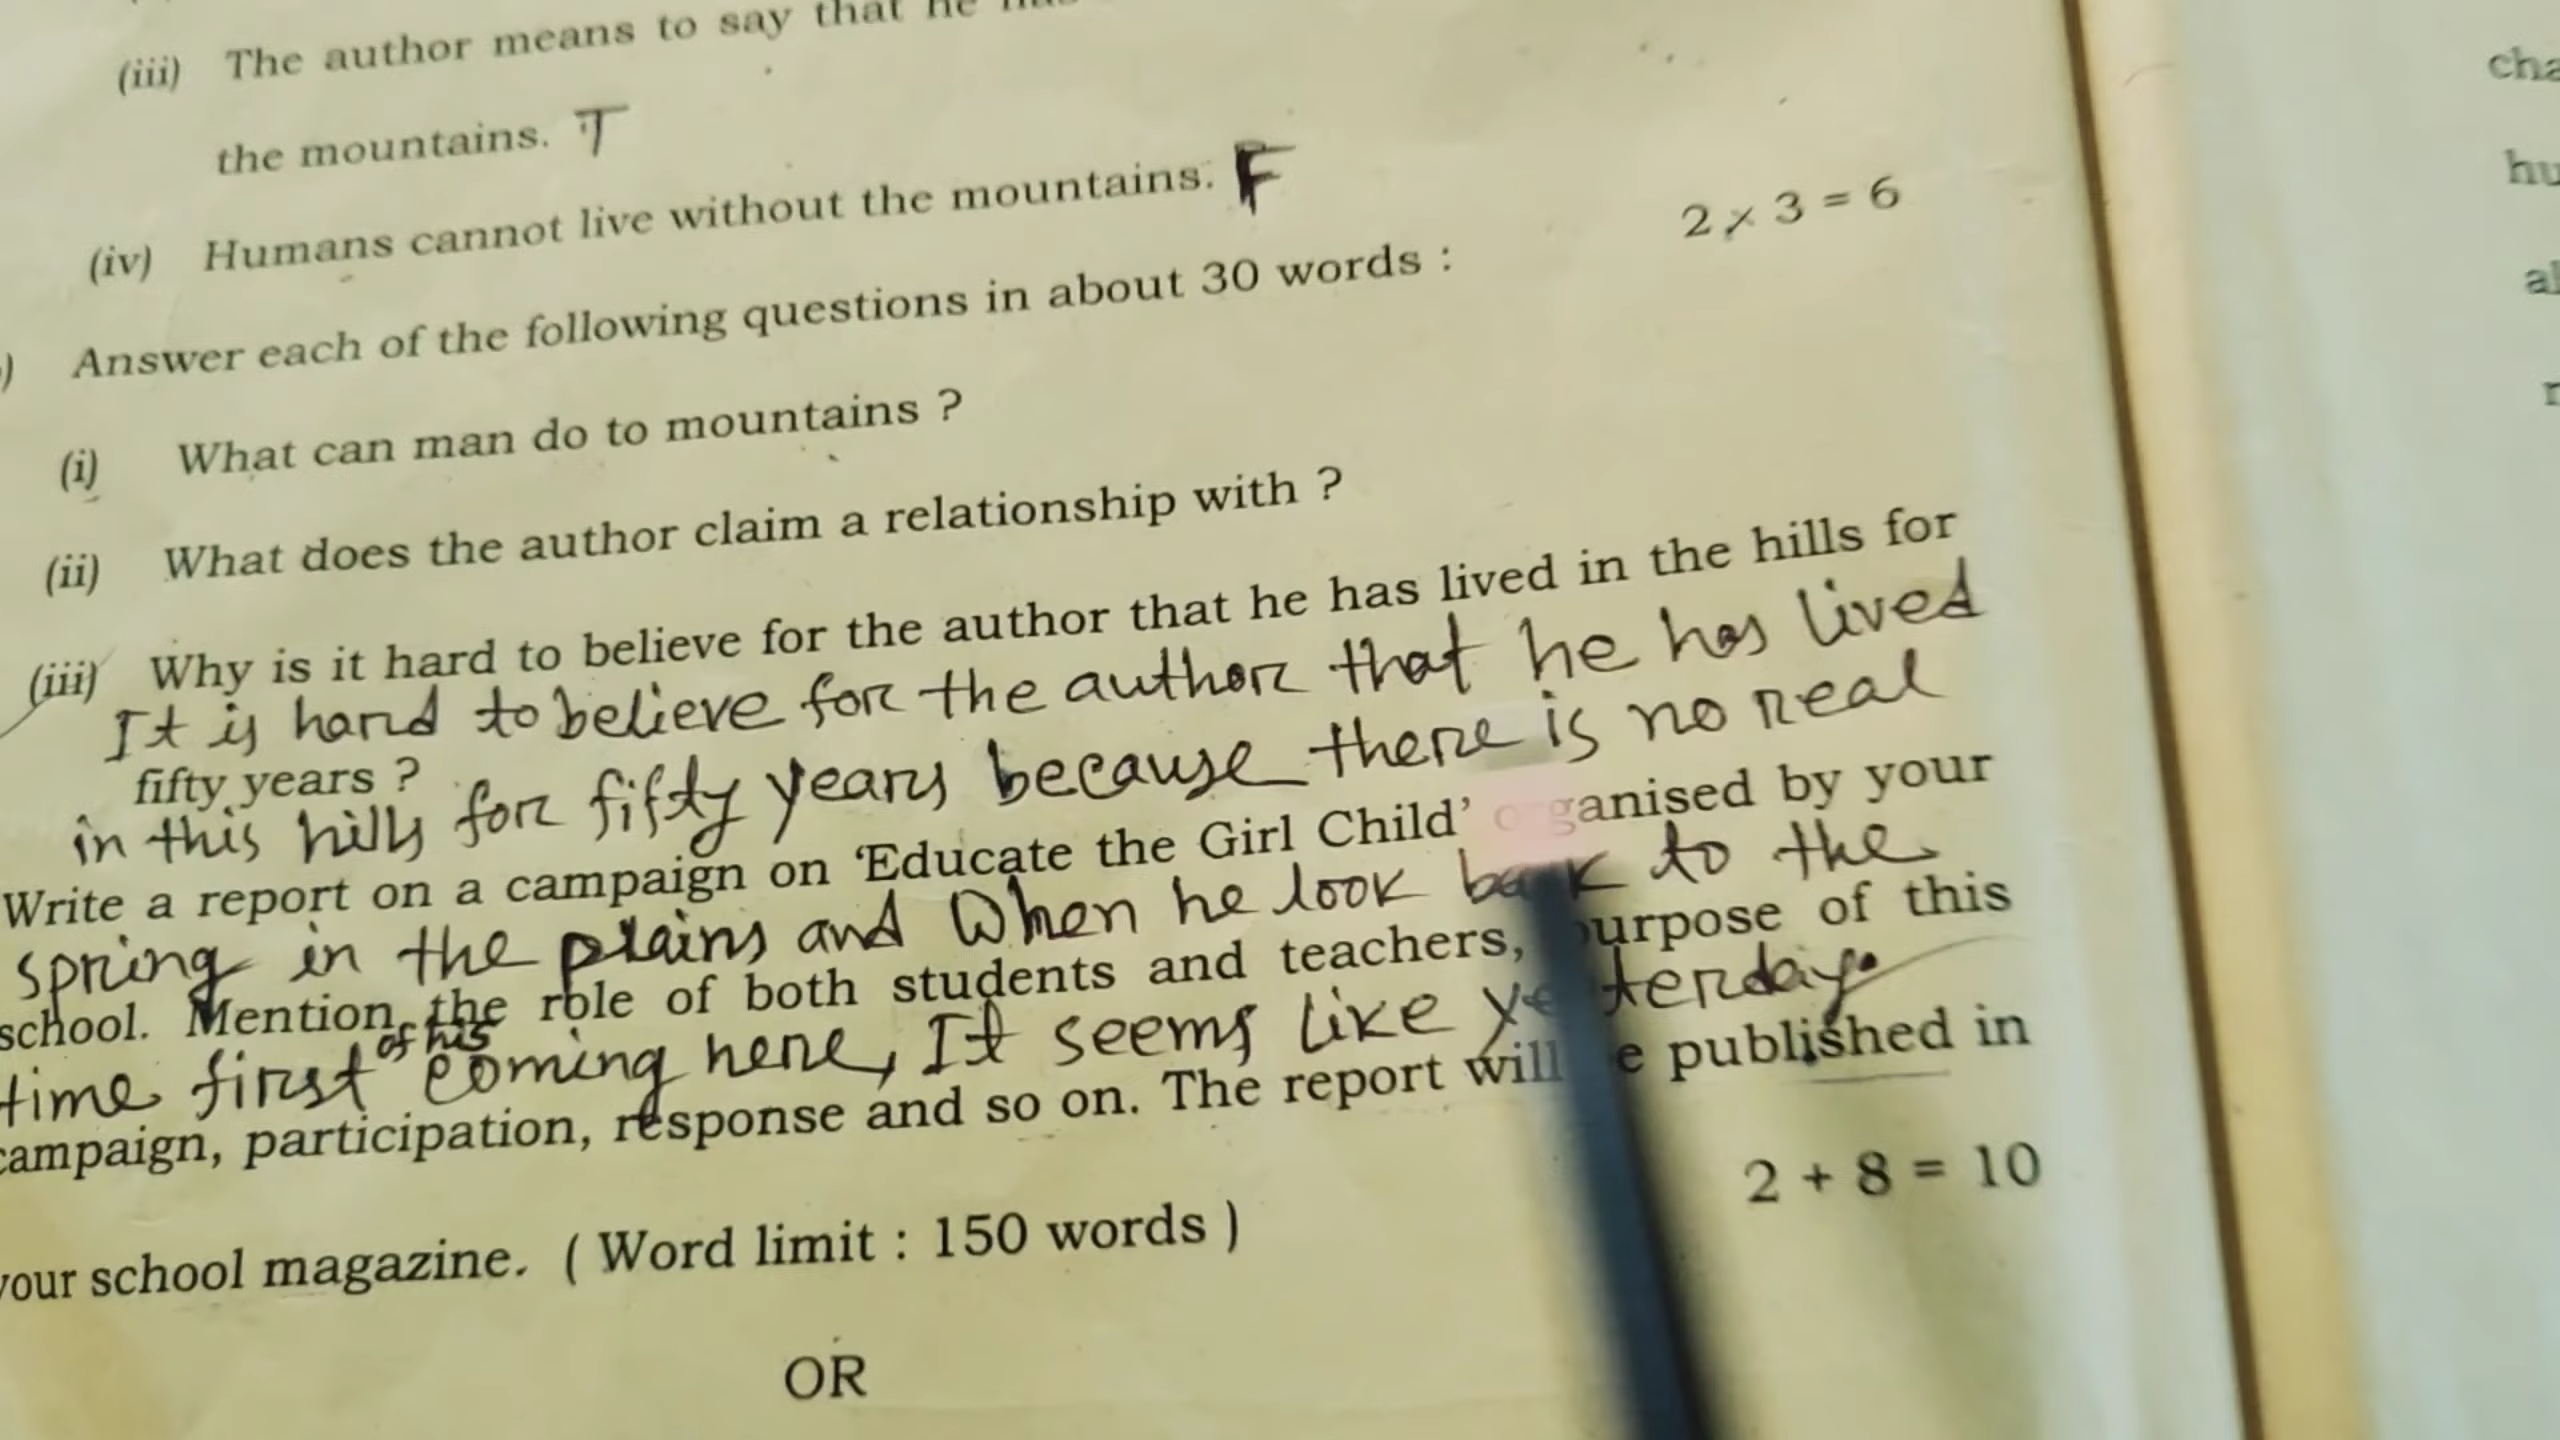 (iii) The author means to say that he
the mountains. T
(iv) Humans cannot live without the mountains. F
2 × 3 = 6
) Answer each of the following questions in about 30 words :
(i) What can man do to mountains ?
(ii) What does the author claim a relationship with ?
(iii) Why is it hard to believe for the author that he has lived in the hills for
It is hard to believe for the author that he has lived
fifty years ?
in this hills for fifty years because there is no real
Write a report on a campaign on ‘Educate the Girl Child’ organised by your
spring in the plains and When he look back to the
school. Mention the role of both students and teachers, purpose of this
time first of his coming here, It seems like yesterday.
campaign, participation, response and so on. The report will be published in
2 + 8 = 10
your school magazine. ( Word limit : 150 words )
OR
cha
hu
al